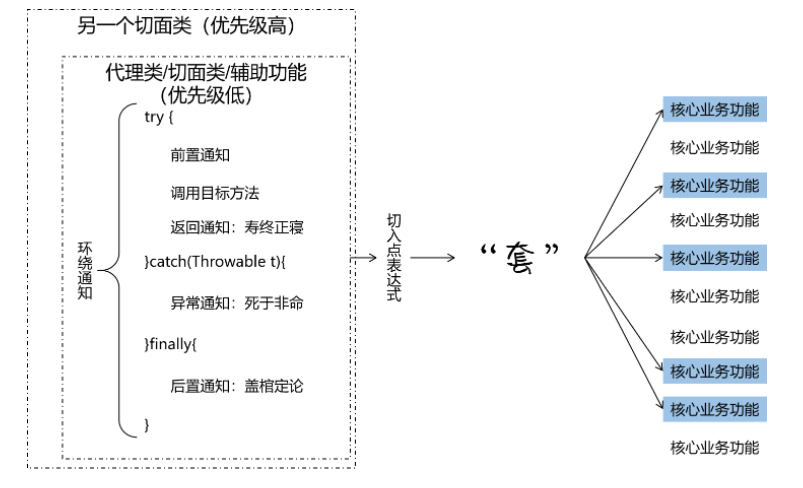 另一个切面类（优先级高）
代理类/切面类/辅助功能
（优先级低）
try {
前置通知
调用目标方法
返回通知：寿终正寝
}catch(Throwable t){
异常通知：死于非命
}finally{
后置通知：盖棺定论
}
环绕通知
切入点表达式
“套”
核心业务功能
核心业务功能
核心业务功能
核心业务功能
核心业务功能
核心业务功能
核心业务功能
核心业务功能
核心业务功能
核心业务功能